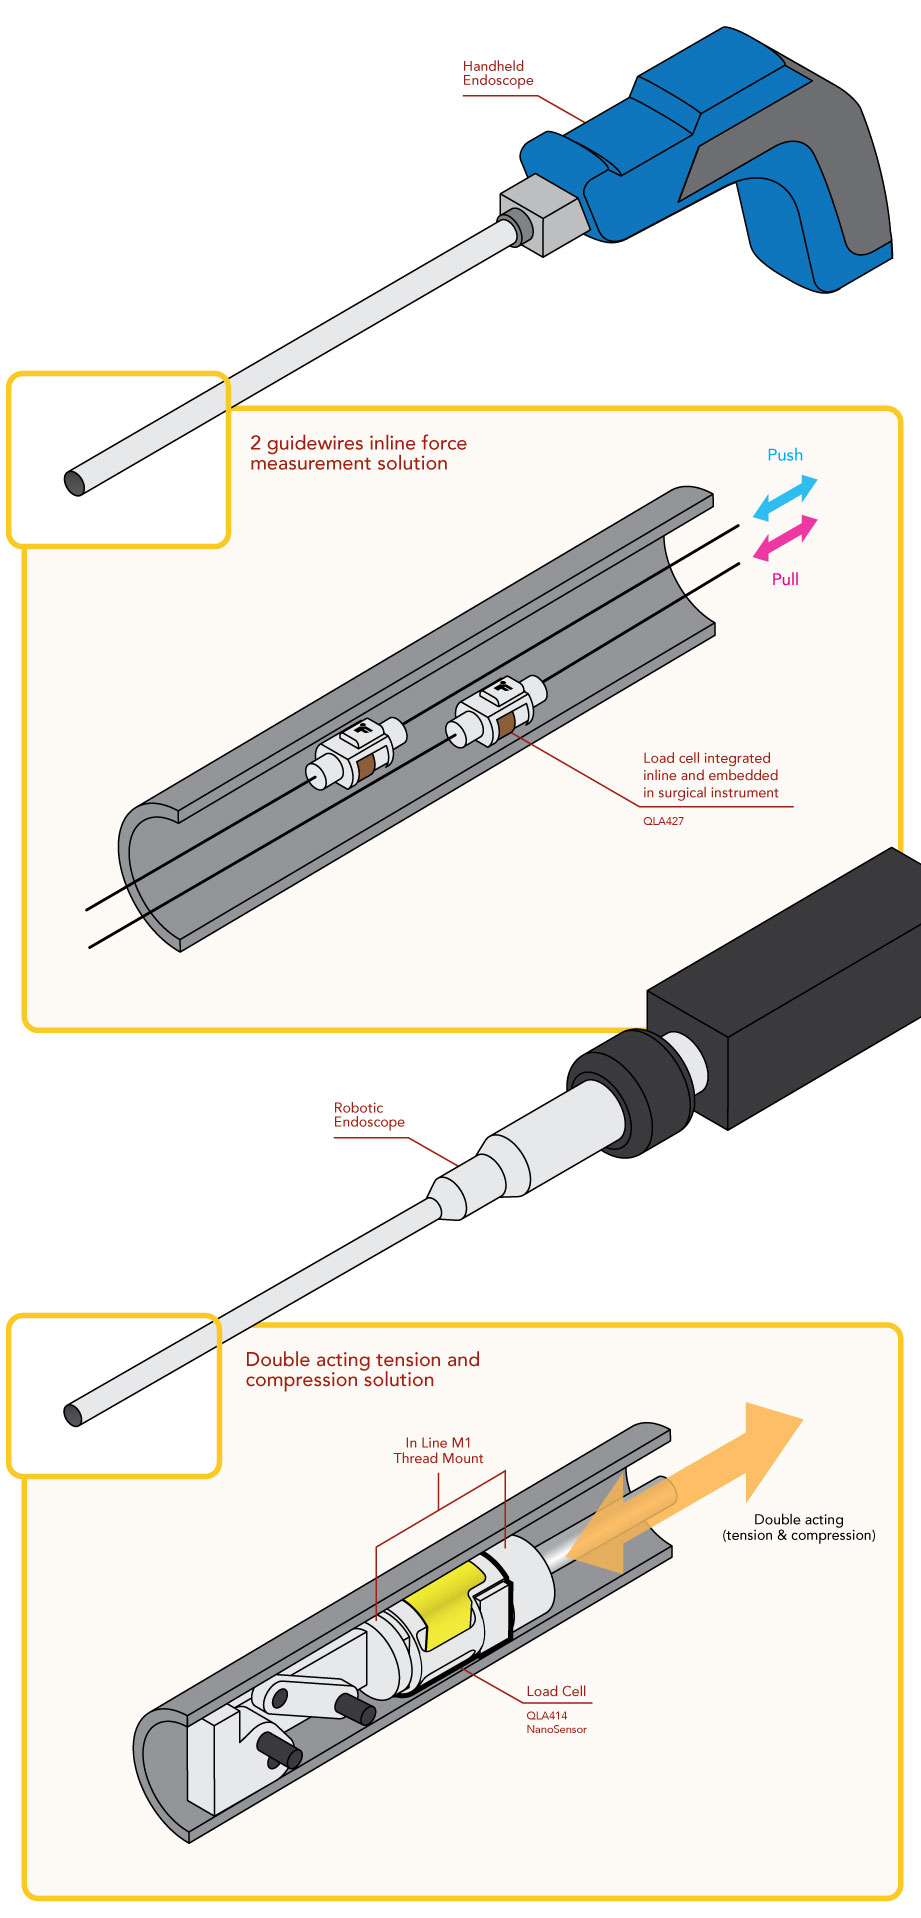 Handheld
Endoscope
2 guidewires inline force
measurement solution
Push
Pull
Load cell integrated
inline and embedded
in surgical instrument
QLA427
Robotic
Endoscope
Double acting tension and
compression solution
In Line M1
Thread Mount
Double acting
(tension & compression)
Load Cell
QLA414
NanoSensor